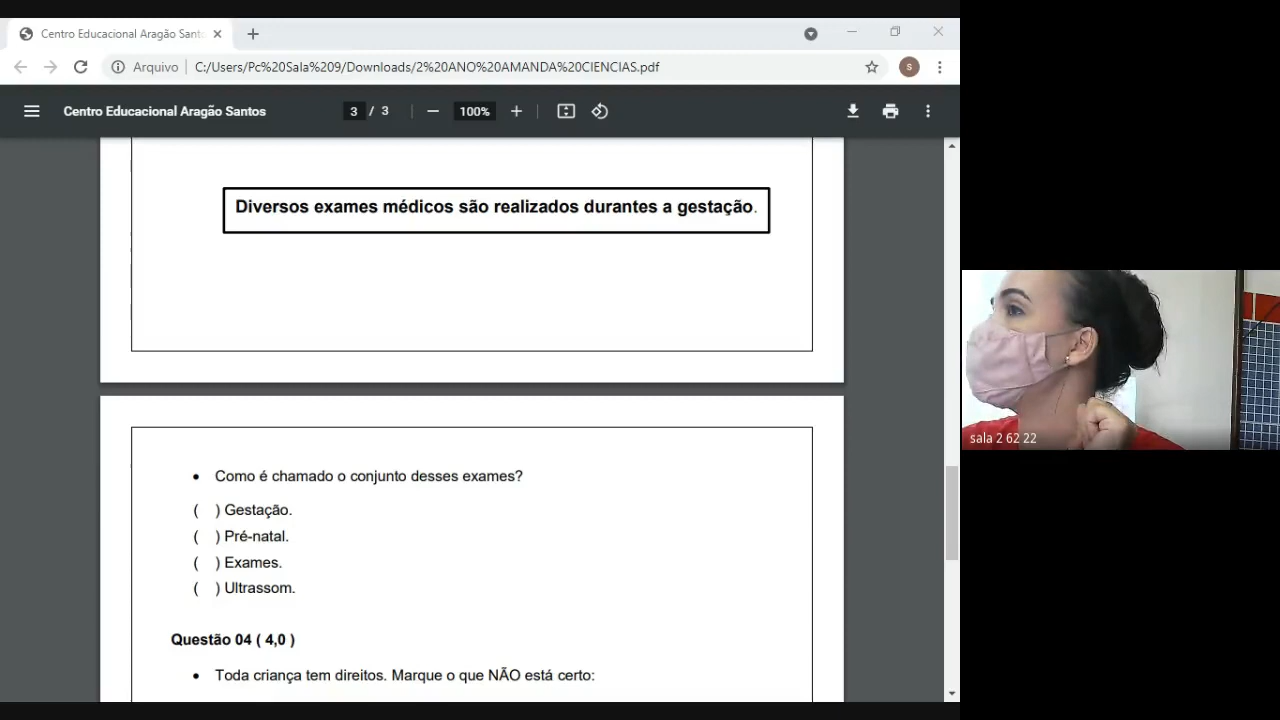 Centro Educacional Aragão Santo
Arquivo
C:/Users/Pc%20Sala%209/Downloads/2%20ANO%20AMANDA%20CIENCIAS.pdf
s
Centro Educacional Aragão Santos
3 / 3
100%
Diversos exames médicos são realizados durantes a gestação.
sala 2 62 22
• Como é chamado o conjunto desses exames?
( ) Gestação.
( ) Pré-natal.
( ) Exames.
( ) Ultrassom.
Questão 04 ( 4,0 )
• Toda criança tem direitos. Marque o que NÃO está certo: